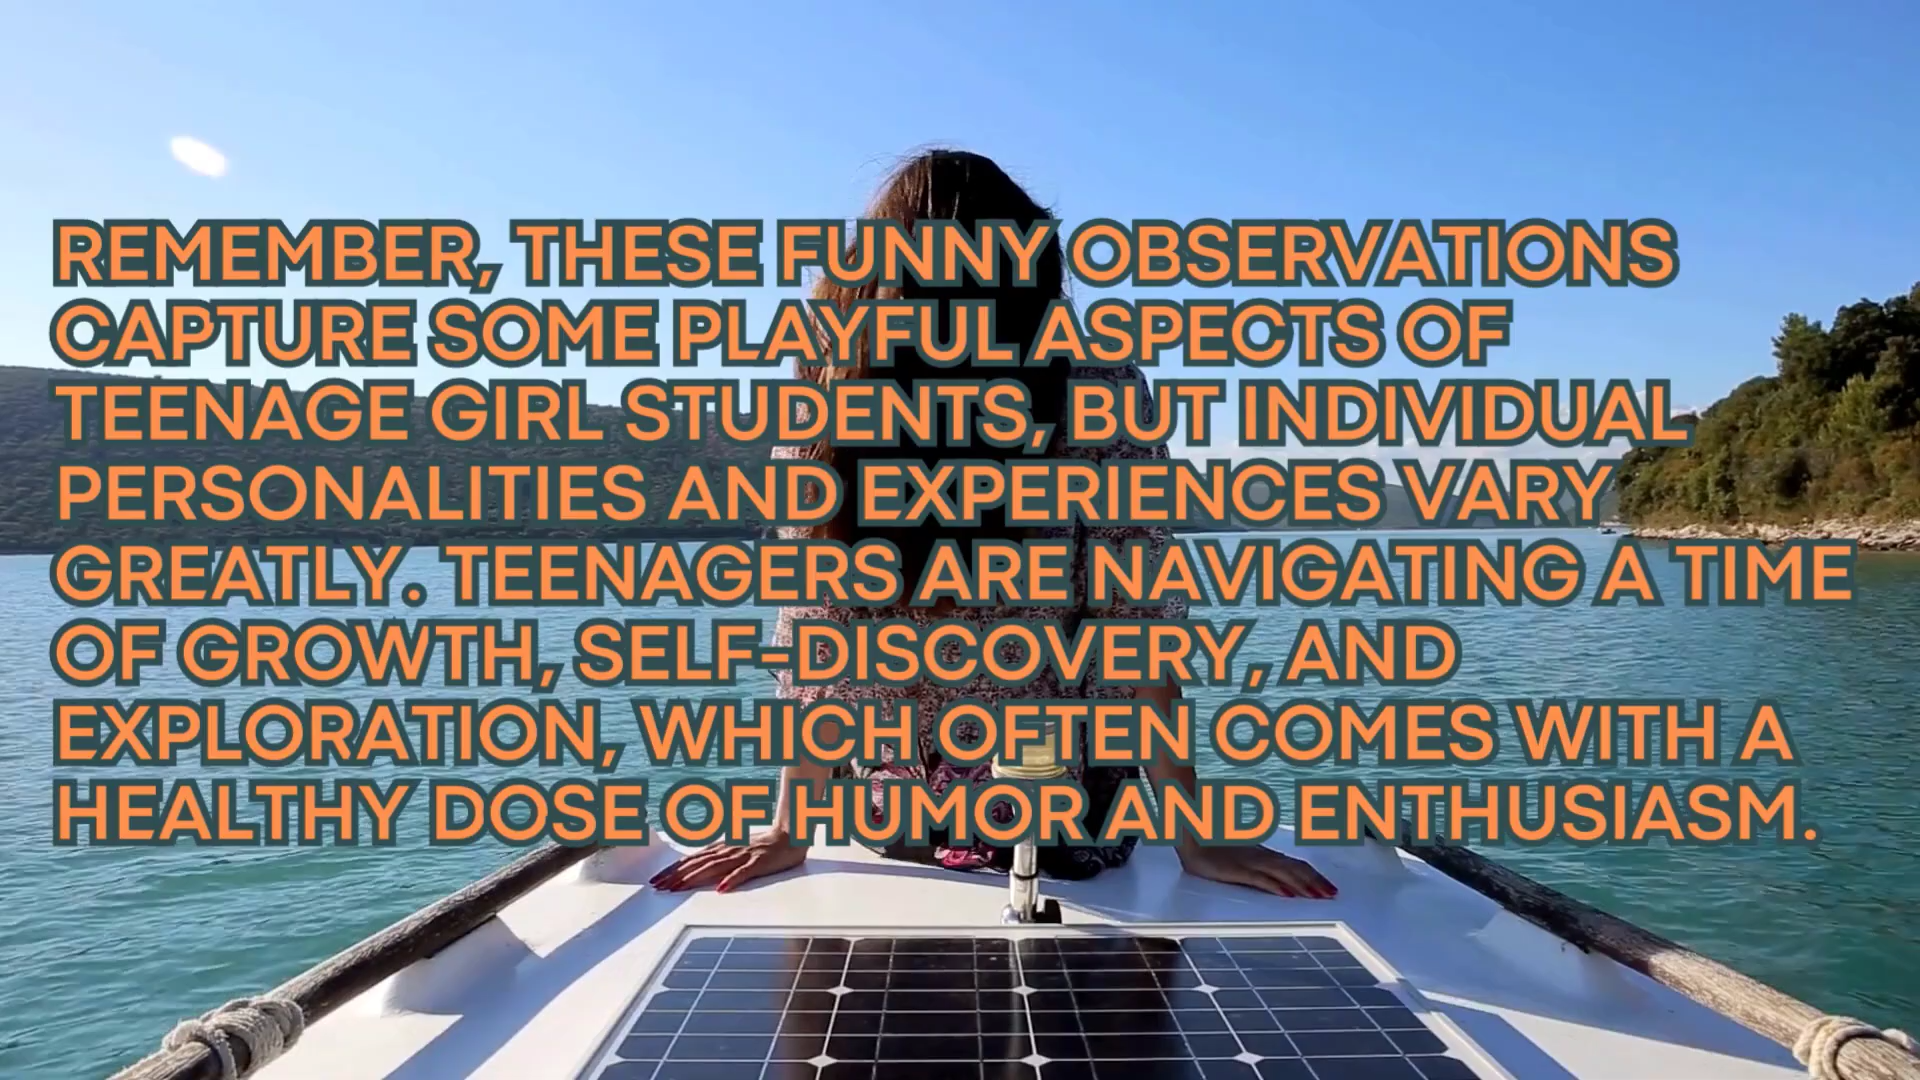 REMEMBER, THESE FUNNY OBSERVATIONS
CAPTURE SOME PLAYFUL ASPECTS OF
TEENAGE GIRL STUDENTS, BUT INDIVIDUAL
PERSONALITIES AND EXPERIENCES VARY
GREATLY. TEENAGERS ARE NAVIGATING A TIME
OF GROWTH, SELF-DISCOVERY, AND
EXPLORATION, WHICH OFTEN COMES WITH A
HEALTHY DOSE OF HUMOR AND ENTHUSIASM.